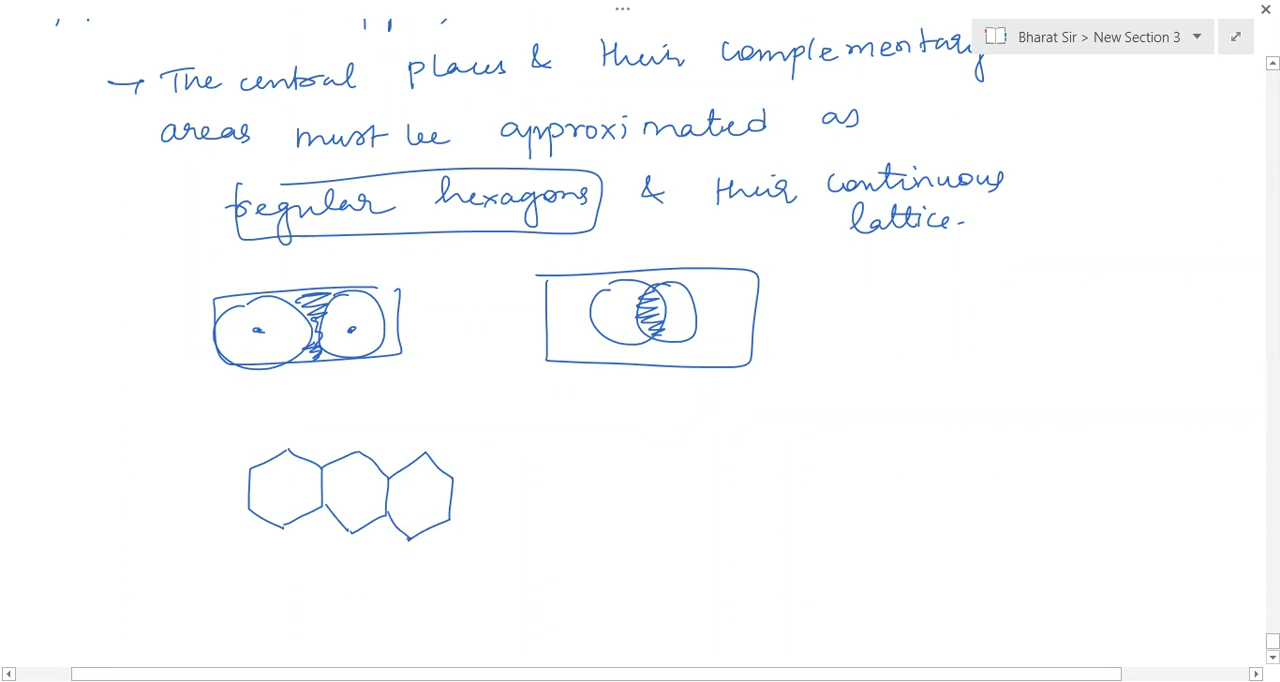 Bharat Sir > New Section 3
→ The central places & their complementary
areas must be approximated as
regular hexagons & their continuous
lattice.